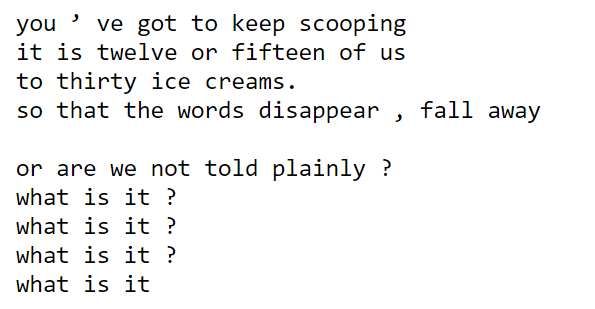 you ’ ve got to keep scooping
it is twelve or fifteen of us
to thirty ice creams.
so that the words disappear , fall away

or are we not told plainly ?
what is it ?
what is it ?
what is it ?
what is it